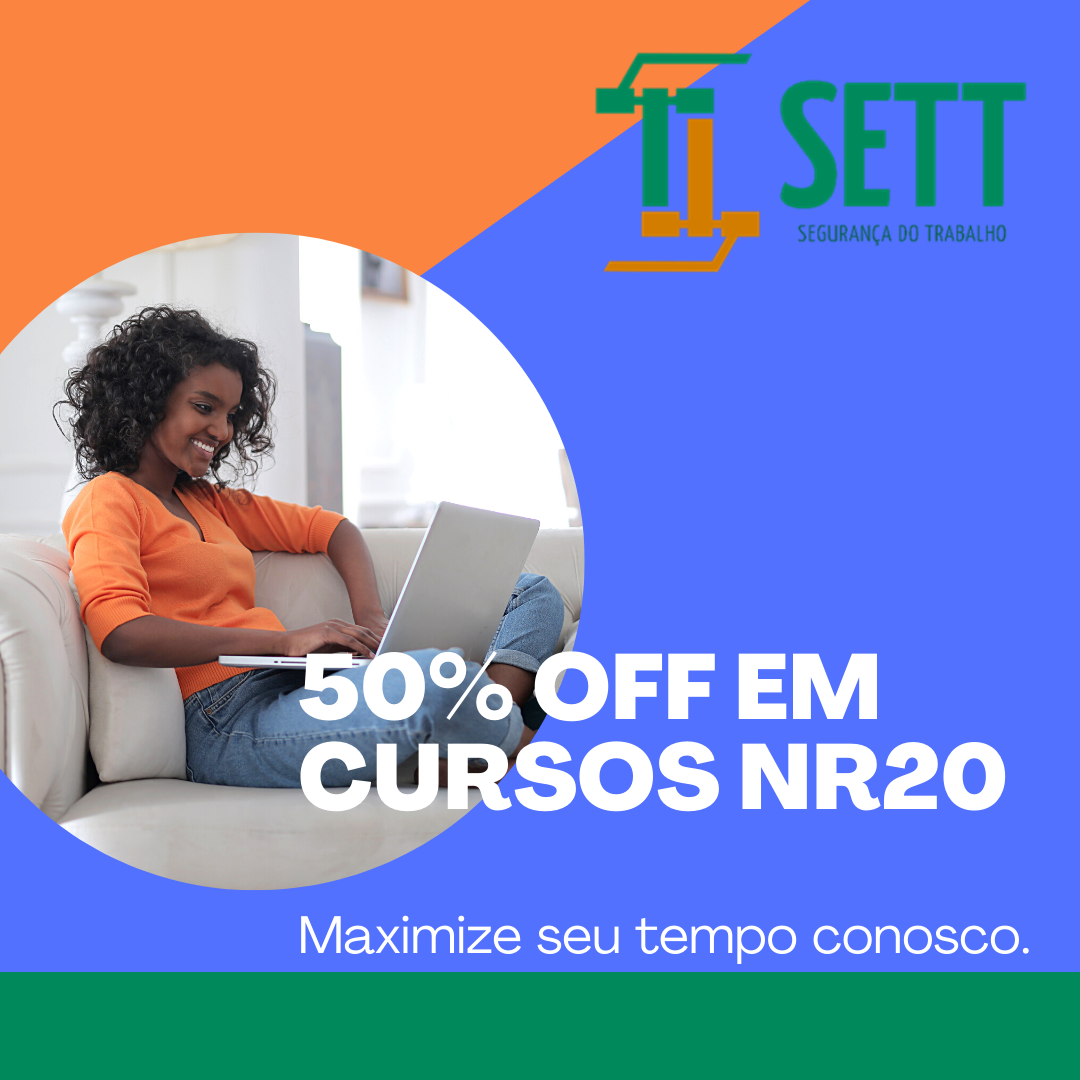 SETT
SEGURANÇA DO TRABALHO
50% OFF EM
CURSOS NR20
Maximize seu tempo conosco.